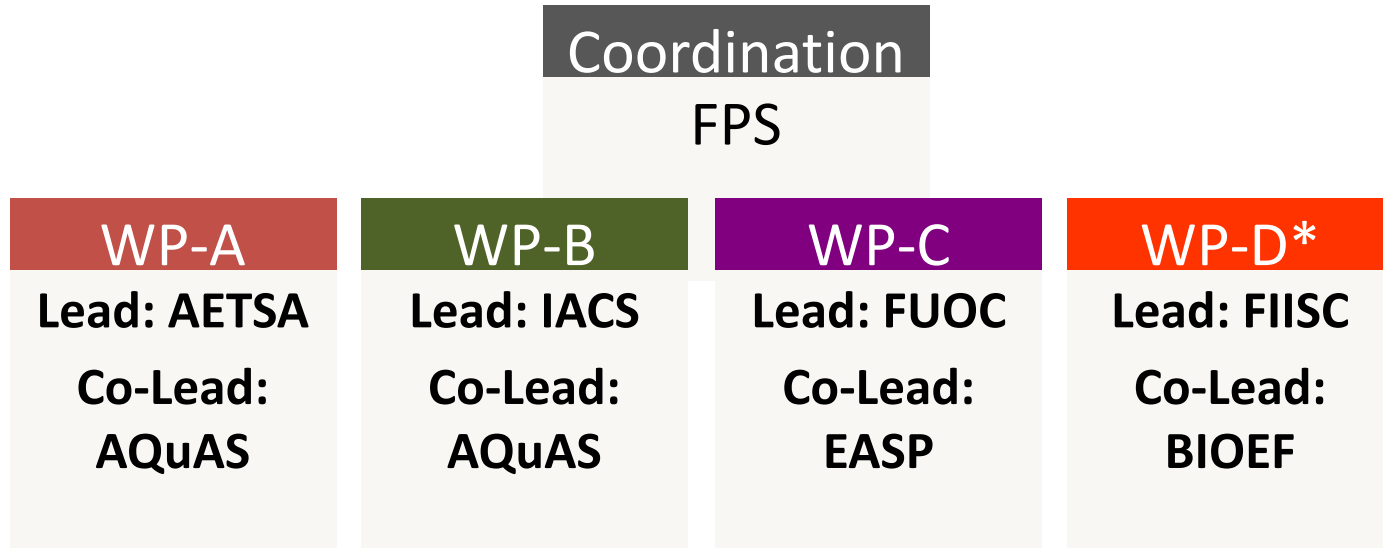 Coordination
FPS
WP-A
Lead: AETSA
Co-Lead:
AQuAS
WP-B
Lead: IACS
Co-Lead:
AQuAS
WP-C
Lead: FUOC
Co-Lead:
EASP
WP-D*
Lead: FIISC
Co-Lead:
BIOEF